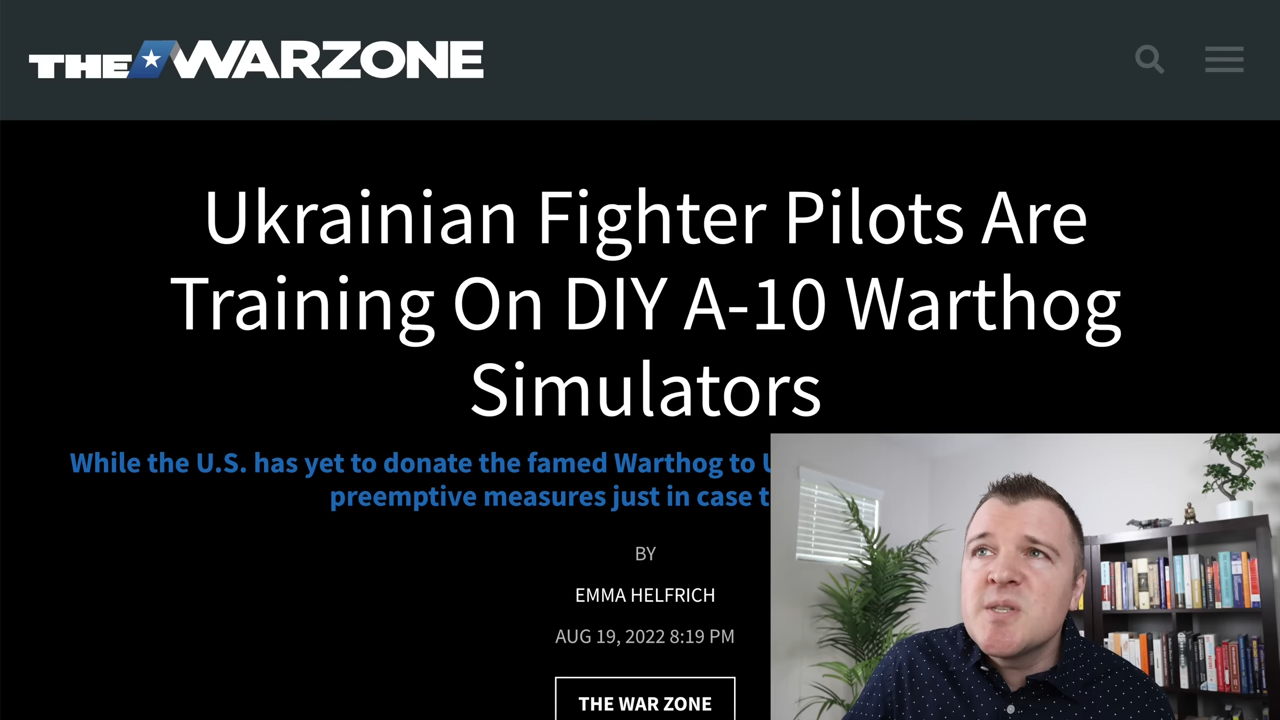 THE WARZONE
Ukrainian Fighter Pilots Are
Training On DIY A-10 Warthog
Simulators
While the U.S. has yet to donate the famed Warthog to
preemptive measures just in case
BY
EMMA HELFRICH
AUG 19, 2022 8:19 PM
THE WAR ZONE